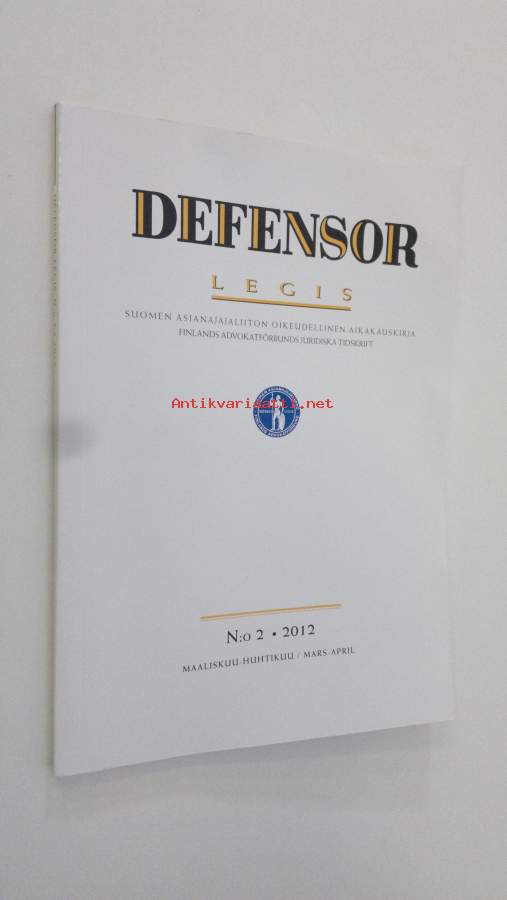 DEFENSOR
LEGIS
SUOMEN ASIANAJAJALIITON OIKEUDELLINEN AIKAKAUSKIRJA
FINLANDS ADVOKATFÖRBUNDS JURIDISKA TIDSKRIFT
Antikvariaatti.net
N:o 2 • 2012
MAALISKUU-HUHTIKUU / MARS-APRIL